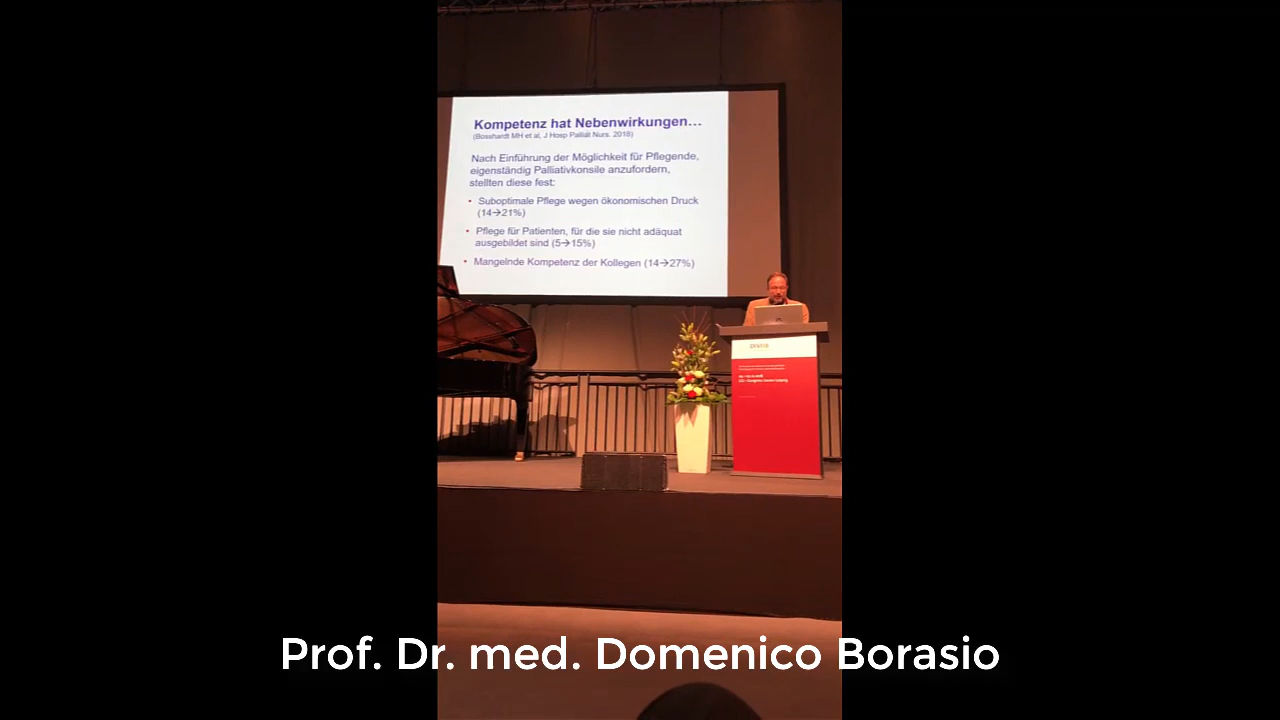 Kompetenz hat Nebenwirkungen…
(Bosshardt MH et al, J Hosp Palliat Nurs. 2018)
Nach Einführung der Möglichkeit für Pflegende,
eigenständig Palliativkonsile anzufordern,
stellten diese fest:
• Suboptimale Pflege wegen ökonomischen Druck
(14→21%)
• Pflege für Patienten, für die sie nicht adäquat
ausgebildet sind (5→15%)
• Mangelnde Kompetenz der Kollegen (14→27%)
Prof. Dr. med. Domenico Borasio